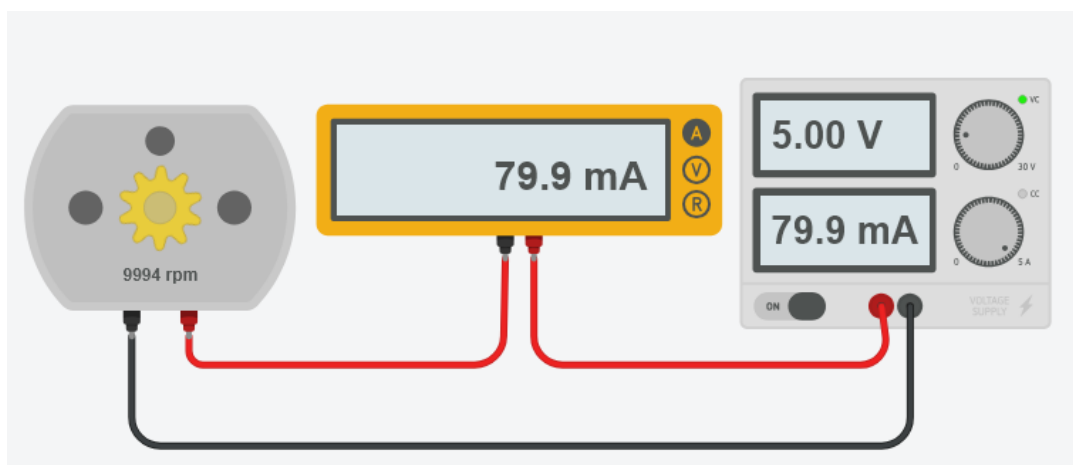 9994 rpm
79.9 mA
A
V
R
5.00 V
VC
0
30 V
79.9 mA
CC
0
5 A
ON
VOLTAGE
SUPPLY